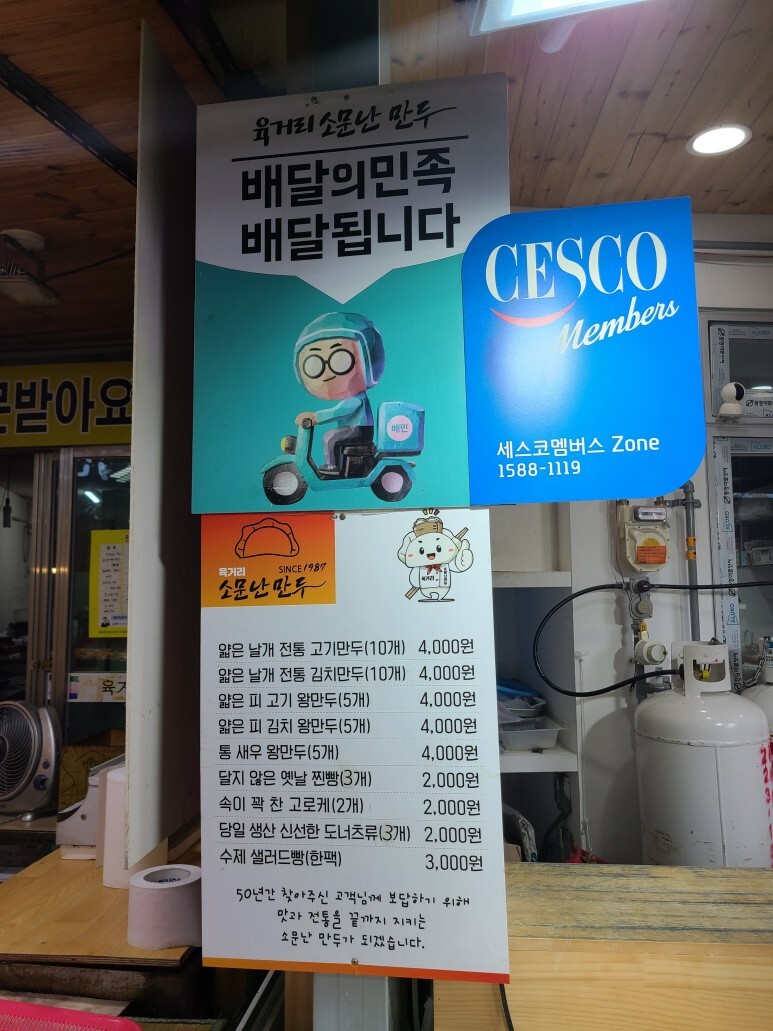 육거리 소문난 만두
배달의민족
배달됩니다
배민
CESCO
Members
세스코멤버스 Zone
1588-1119
문받아요
육거리
SINCE 1987
소문난 만두
육거리
얇은 날개 전통 고기만두(10개) 4,000원
얇은 날개 전통 김치만두(10개) 4,000원
얇은 피 고기 왕만두(5개) 4,000원
얇은 피 김치 왕만두(5개) 4,000원
통 새우 왕만두(5개) 4,000원
달지 않은 옛날 찐빵(3개) 2,000원
속이 꽉 찬 고로케(2개) 2,000원
당일 생산 신선한 도너츠류(3개) 2,000원
수제 샐러드빵(한팩) 3,000원
50년간 찾아주신 고객님께 보답하기 위해
맛과 전통을 끝까지 지키는
소문난 만두가 되겠습니다.